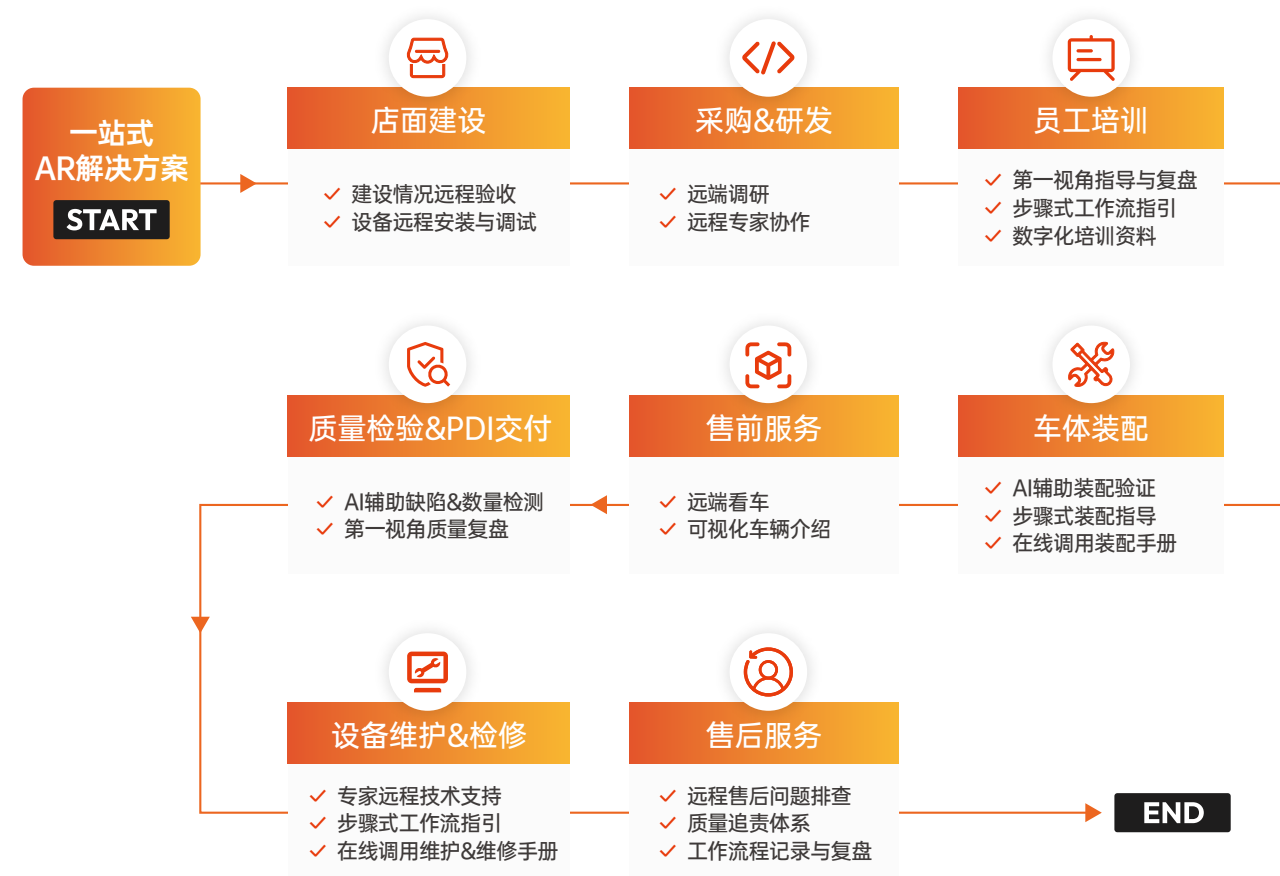 一站式
AR解决方案
START
店面建设
建设情况远程验收
设备远程安装与调试
采购&研发
远端调研
远程专家协作
员工培训
第一视角指导与复盘
步骤式工作流指引
数字化培训资料
质量检验&PDI交付
AI辅助缺陷&数量检测
第一视角质量复盘
售前服务
远端看车
可视化车辆介绍
车体装配
AI辅助装配验证
步骤式装配指导
在线调用装配手册
设备维护&检修
专家远程技术支持
步骤式工作流指引
在线调用维护&维修手册
售后服务
远程售后问题排查
质量追责体系
工作流程记录与复盘
END